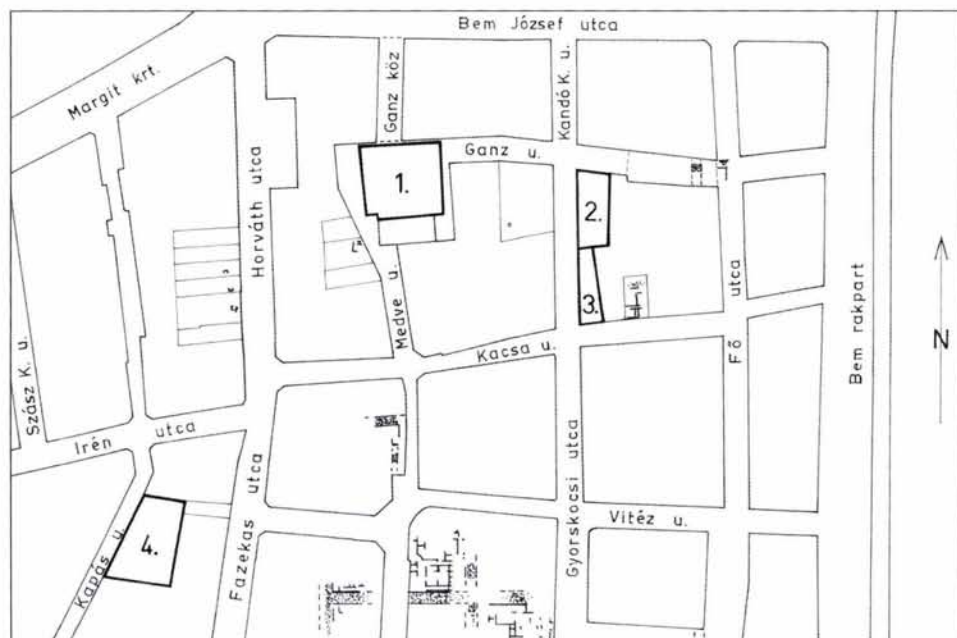 Bem József utca
Margit krt.
Ganz köz
Kandó K. u.
Ganz u.
Horváth utca
1.
2.
3.
Medve u.
Kacsa u.
Fő utca
Bem rakpart
N
Szász K. u.
Irén utca
Fazekas utca
Kapás u.
4.
Gyorskocsi utca
Vitéz u.